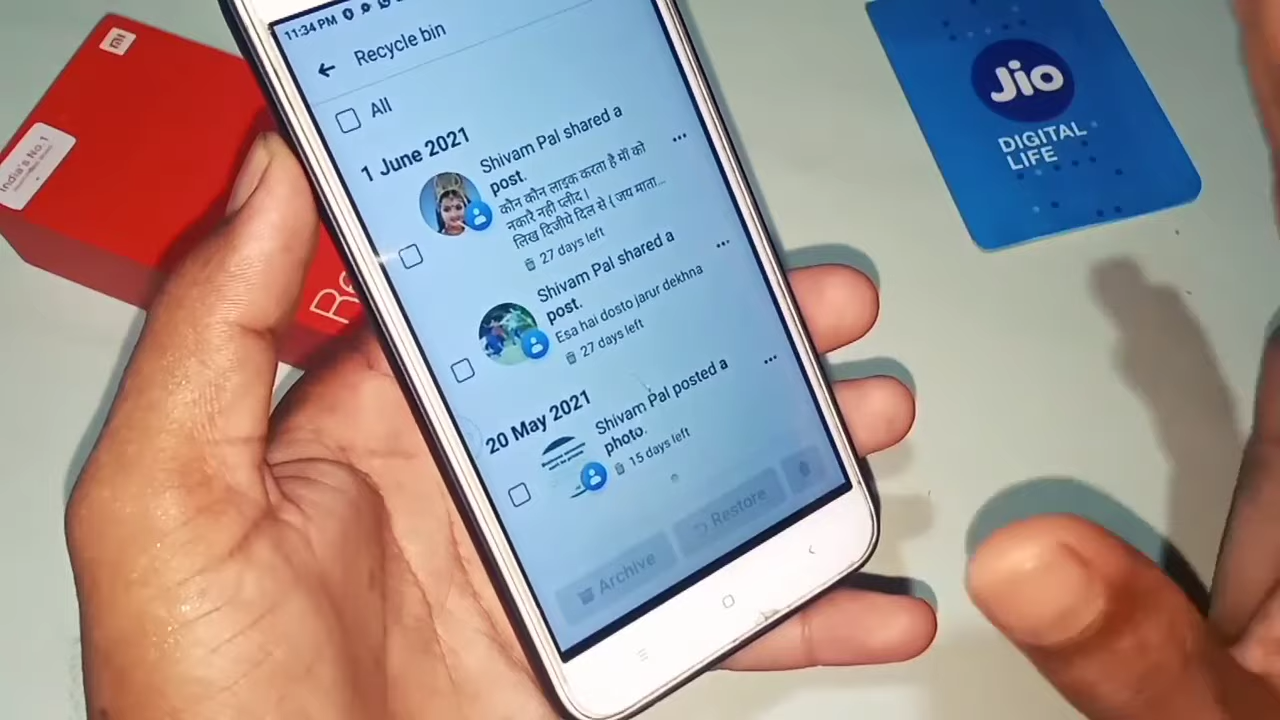 11:34 PM
Recycle bin
All
1 June 2021
Shivam Pal shared a
post.
कौन कौन लाइक करता है माँ को
नकारै नही प्लीद।
लिख दिजीये दिल से ( जय माता...
27 days left
Shivam Pal shared a
post.
Esa hai dosto jarur dekhna
27 days left
20 May 2021
Shivam Pal posted a
photo.
15 days left
Archive
Restore
mi
India's No.1
Re
Jio
DIGITAL
LIFE